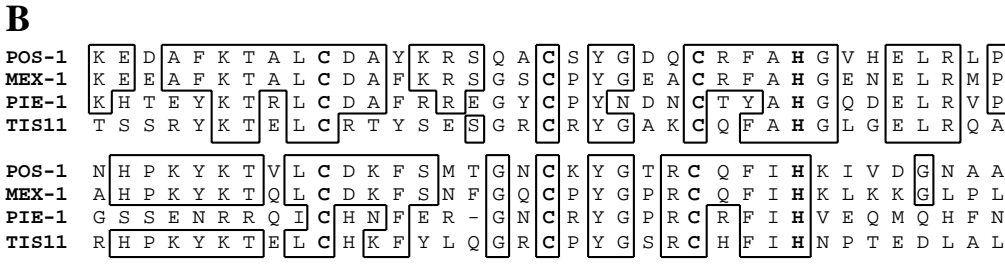 B
POS-1 K E D A F K T A L C D A Y K R S Q A C S Y G D Q C R F A H G V H E L R L P
MEX-1 K E E A F K T A L C D A F K R S G S C P Y G E A C R F A H G E N E L R M P
PIE-1 K H T E Y K T R L C D A F R R E G Y C P Y N D N C T Y A H G Q D E L R V P
TIS11 T S S R Y K T E L C R T Y S E S G R C R Y G A K C Q F A H G L G E L R Q A
POS-1 N H P K Y K T V L C D K F S M T G N C K Y G T R C Q F I H K I V D G N A A
MEX-1 A H P K Y K T Q L C D K F S N F G Q C P Y G P R C Q F I H K L K K G L P L
PIE-1 G S S E N R R Q I C H N F E R - G N C R Y G P R C R F I H V E Q M Q H F N
TIS11 R H P K Y K T E L C H K F Y L Q G R C P Y G S R C H F I H N P T E D L A L